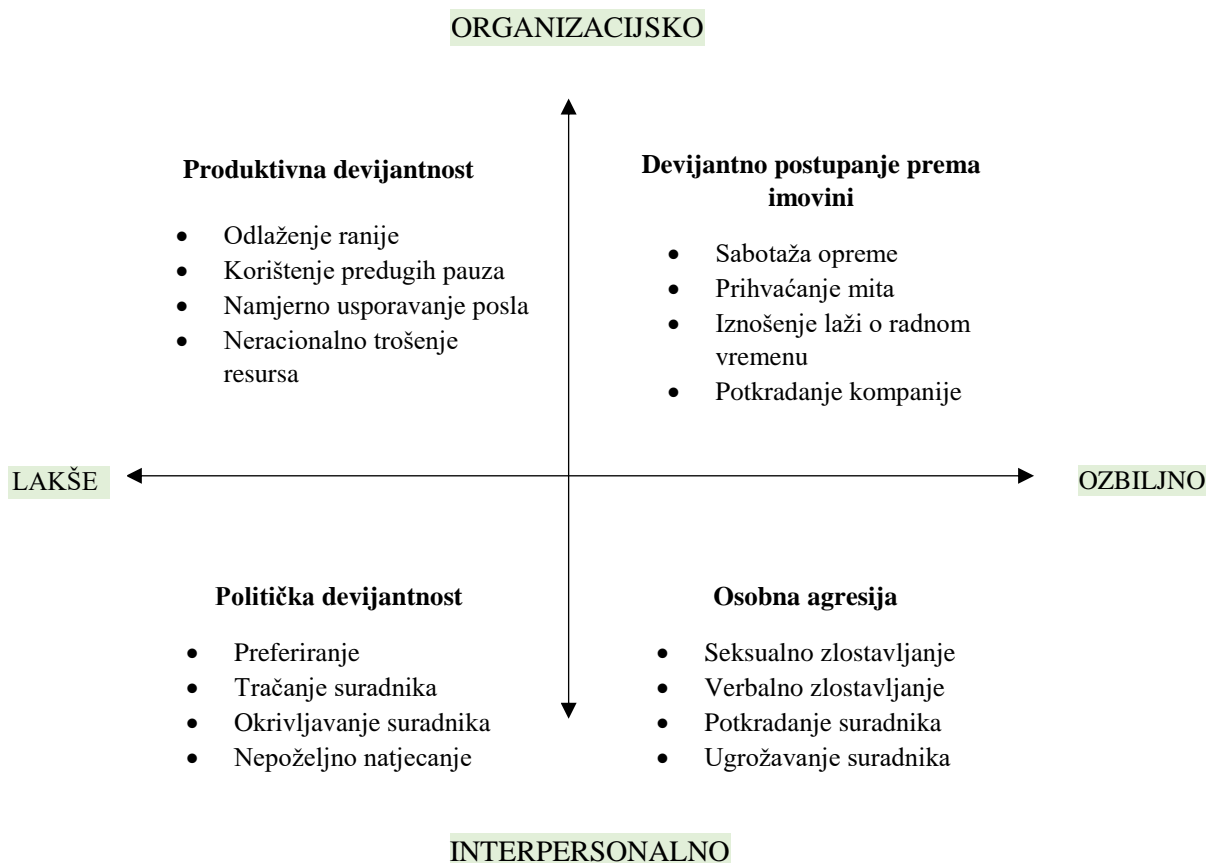 ORGANIZACIJSKO
Produktivna devijantnost
• Odlaženje ranije
• Korištenje predugih pauza
• Namjerno usporavanje posla
• Neracionalno trošenje
resursa
Devijantno postupanje prema
imovini
• Sabotaža opreme
• Prihvaćanje mita
• Iznošenje laži o radnom
vremenu
• Potkradanje kompanije
LAKŠE
OZBILJNO
Politička devijantnost
• Preferiranje
• Tračanje suradnika
• Okrivljavanje suradnika
• Nepoželjno natjecanje
Osobna agresija
• Seksualno zlostavljanje
• Verbalno zlostavljanje
• Potkradanje suradnika
• Ugrožavanje suradnika
INTERPERSONALNO